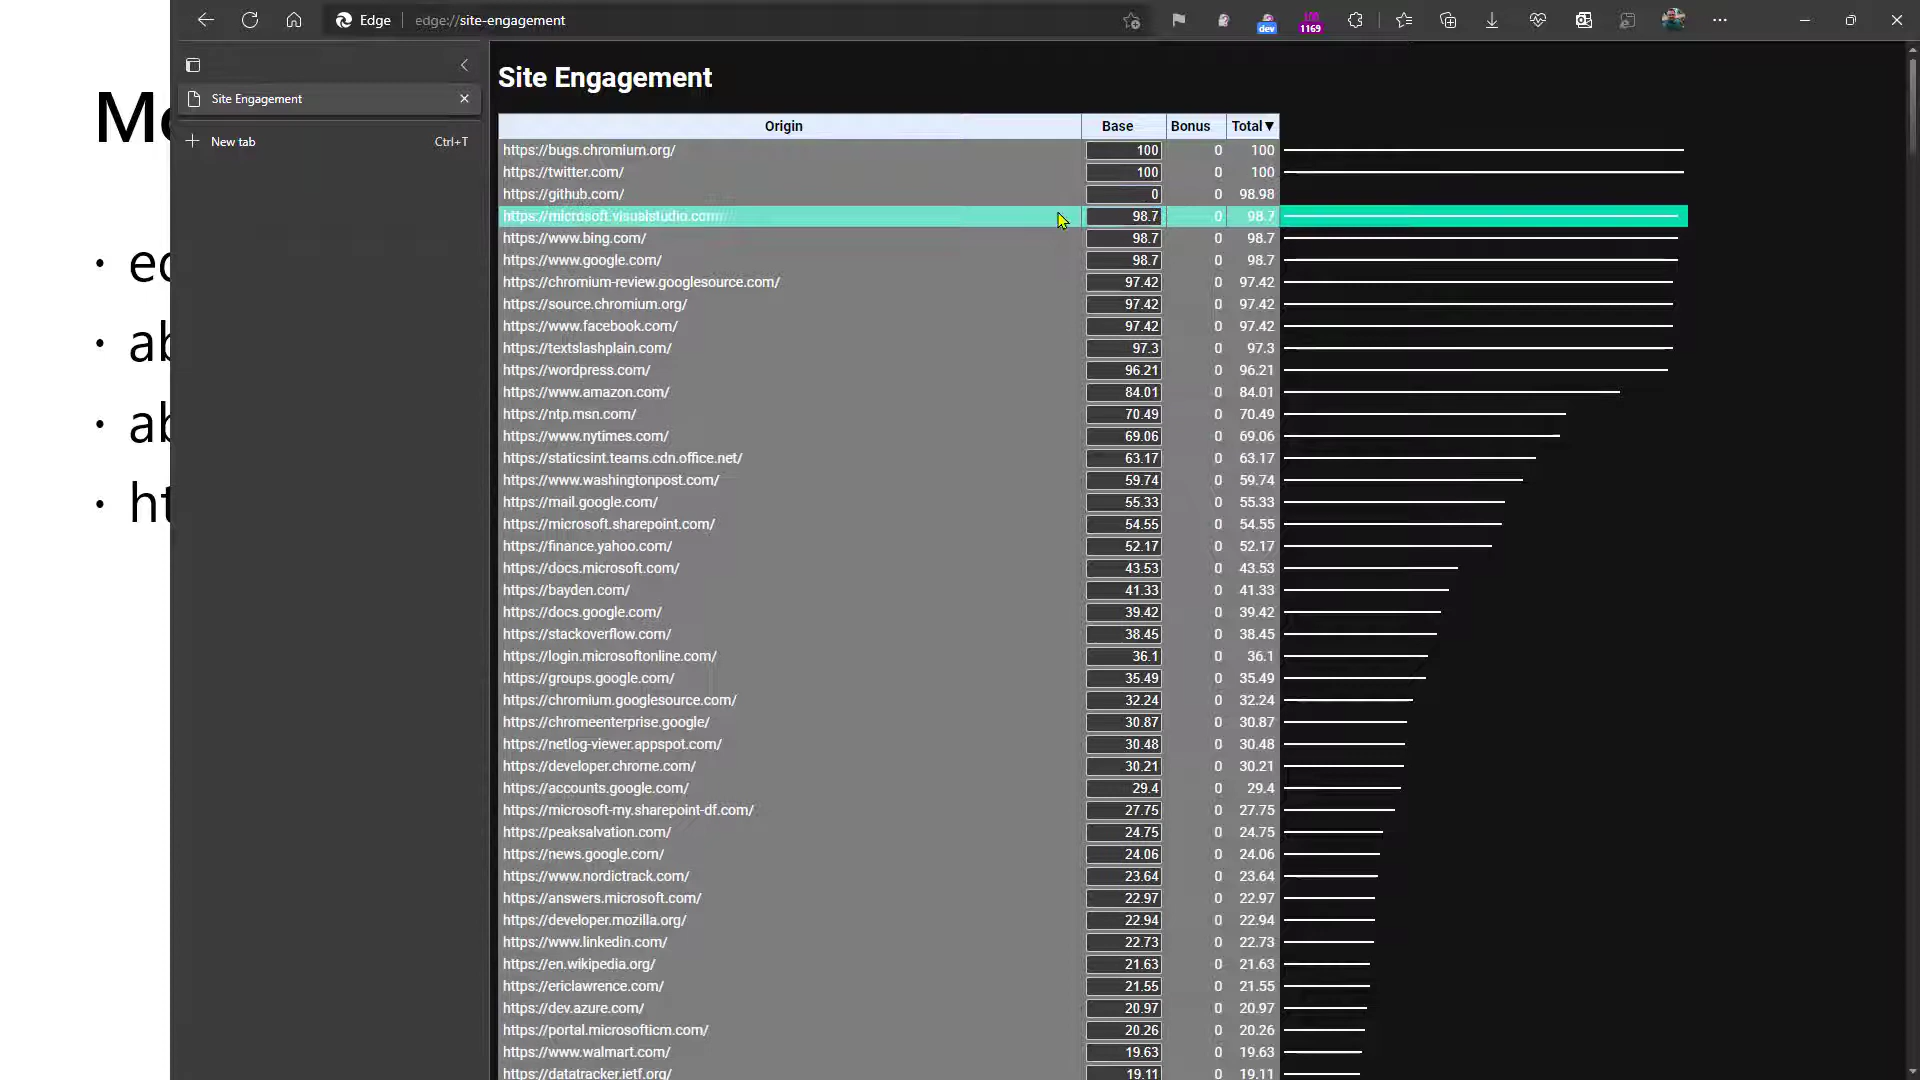 Edge
edge://site-engagement
dev
1169
Site Engagement
New tab
Ctrl+T
Site Engagement
Origin Base Bonus Total▼
https://bugs.chromium.org/ 100 0 100
https://twitter.com/ 100 0 100
https://github.com/ 0 0 98.98
https://microsoft.visualstudio.com/ 98.7 0 98.7
https://www.bing.com/ 98.7 0 98.7
https://www.google.com/ 98.7 0 98.7
https://chromium-review.googlesource.com/ 97.42 0 97.42
https://source.chromium.org/ 97.42 0 97.42
https://www.facebook.com/ 97.42 0 97.42
https://textslashplain.com/ 97.3 0 97.3
https://wordpress.com/ 96.21 0 96.21
https://www.amazon.com/ 84.01 0 84.01
https://ntp.msn.com/ 70.49 0 70.49
https://www.nytimes.com/ 69.06 0 69.06
https://staticsint.teams.cdn.office.net/ 63.17 0 63.17
https://www.washingtonpost.com/ 59.74 0 59.74
https://mail.google.com/ 55.33 0 55.33
https://microsoft.sharepoint.com/ 54.55 0 54.55
https://finance.yahoo.com/ 52.17 0 52.17
https://docs.microsoft.com/ 43.53 0 43.53
https://bayden.com/ 41.33 0 41.33
https://docs.google.com/ 39.42 0 39.42
https://stackoverflow.com/ 38.45 0 38.45
https://login.microsoftonline.com/ 36.1 0 36.1
https://groups.google.com/ 35.49 0 35.49
https://chromium.googlesource.com/ 32.24 0 32.24
https://chromeenterprise.google/ 30.87 0 30.87
https://netlog-viewer.appspot.com/ 30.48 0 30.48
https://developer.chrome.com/ 30.21 0 30.21
https://accounts.google.com/ 29.4 0 29.4
https://microsoft-my.sharepoint-df.com/ 27.75 0 27.75
https://peaksalvation.com/ 24.75 0 24.75
https://news.google.com/ 24.06 0 24.06
https://www.nordictrack.com/ 23.64 0 23.64
https://answers.microsoft.com/ 22.97 0 22.97
https://developer.mozilla.org/ 22.94 0 22.94
https://www.linkedin.com/ 22.73 0 22.73
https://en.wikipedia.org/ 21.63 0 21.63
https://ericlawrence.com/ 21.55 0 21.55
https://dev.azure.com/ 20.97 0 20.97
https://portal.microsofticm.com/ 20.26 0 20.26
https://www.walmart.com/ 19.63 0 19.63
https://datatracker.ietf.org/ 19.11 0 19.11